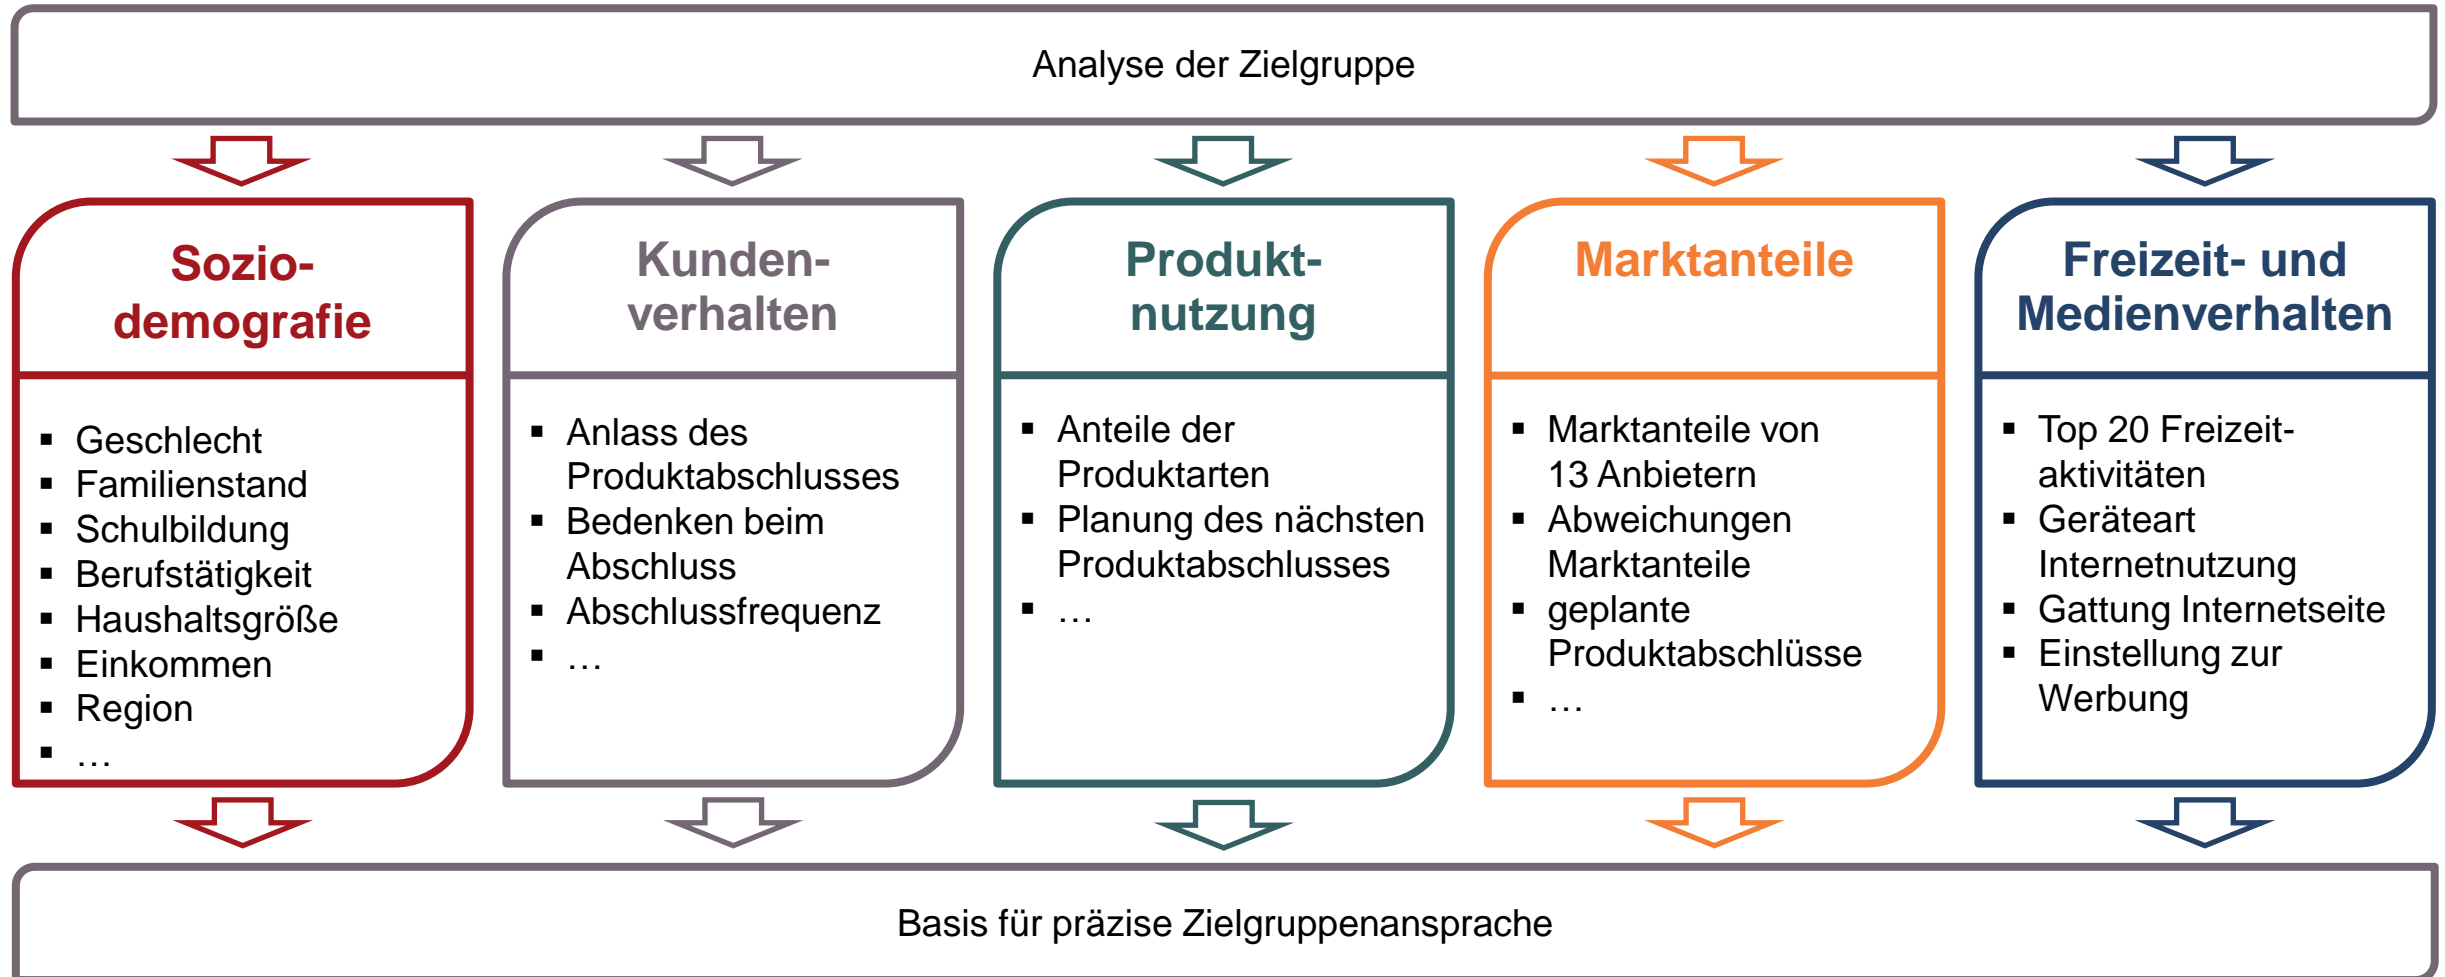 Analyse der Zielgruppe
Sozio-
demografie
▪ Geschlecht
▪ Familienstand
▪ Schulbildung
▪ Berufstätigkeit
▪ Haushaltsgröße
▪ Einkommen
▪ Region
▪ …
Kunden-
verhalten
▪ Anlass des
Produktabschlusses
▪ Bedenken beim
Abschluss
▪ Abschlussfrequenz
▪ …
Produkt-
nutzung
▪ Anteile der
Produktarten
▪ Planung des nächsten
Produktabschlusses
▪ …
Marktanteile
▪ Marktanteile von
13 Anbietern
▪ Abweichungen
Marktanteile
▪ geplante
Produktabschlüsse
▪ …
Freizeit- und
Medienverhalten
▪ Top 20 Freizeit-
aktivitäten
▪ Geräteart
Internetnutzung
▪ Gattung Internetseite
▪ Einstellung zur
Werbung
Basis für präzise Zielgruppenansprache